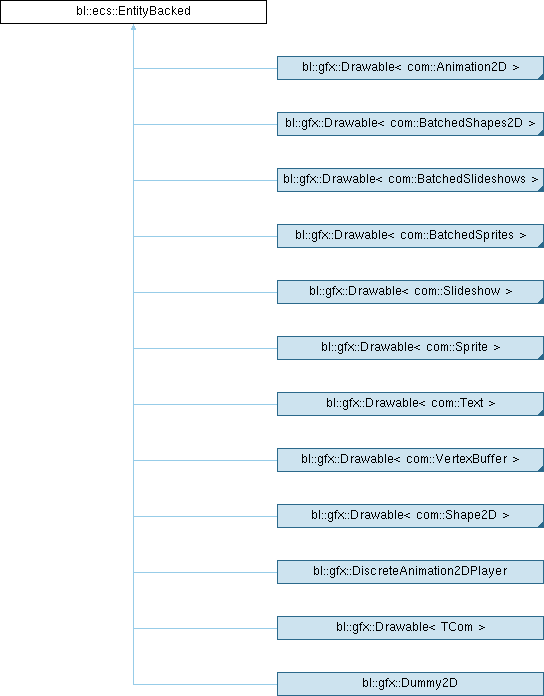 bl::ecs::EntityBacked
bl::gfx::Drawable< com::Animation2D >
bl::gfx::Drawable< com::BatchedShapes2D >
bl::gfx::Drawable< com::BatchedSlideshows >
bl::gfx::Drawable< com::BatchedSprites >
bl::gfx::Drawable< com::Slideshow >
bl::gfx::Drawable< com::Sprite >
bl::gfx::Drawable< com::Text >
bl::gfx::Drawable< com::VertexBuffer >
bl::gfx::Drawable< com::Shape2D >
bl::gfx::DiscreteAnimation2DPlayer
bl::gfx::Drawable< TCom >
bl::gfx::Dummy2D